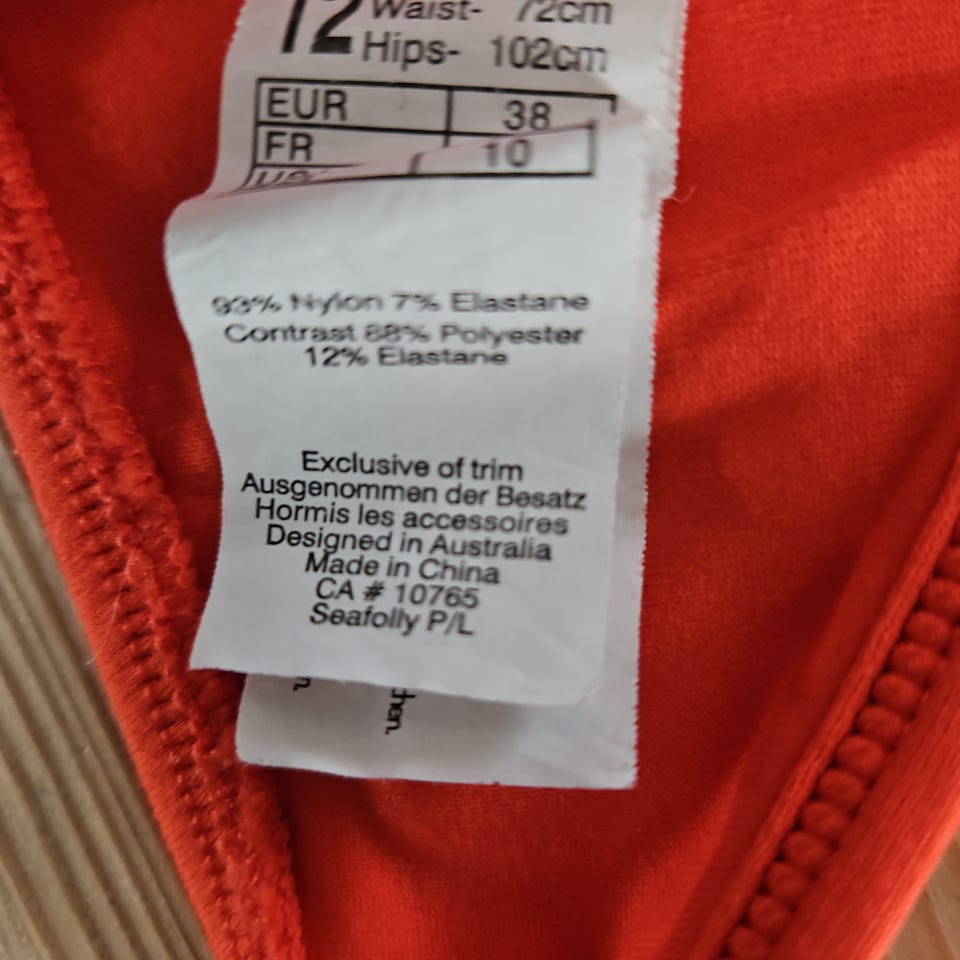 12 Waist- 72cm
Hips- 102cm
EUR 38
FR 10
93% Nylon 7% Elastane
Contrast 88% Polyester
12% Elastane
Exclusive of trim
Ausgenommen der Besatz
Hormis les accessoires
Designed in Australia
Made in China
CA # 10765
Seafolly P/L